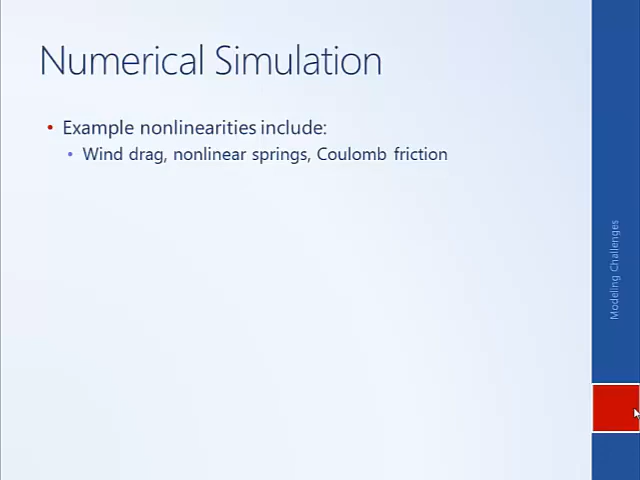 Numerical Simulation
• Example nonlinearities include:
• Wind drag, nonlinear springs, Coulomb friction
Modeling Challenges